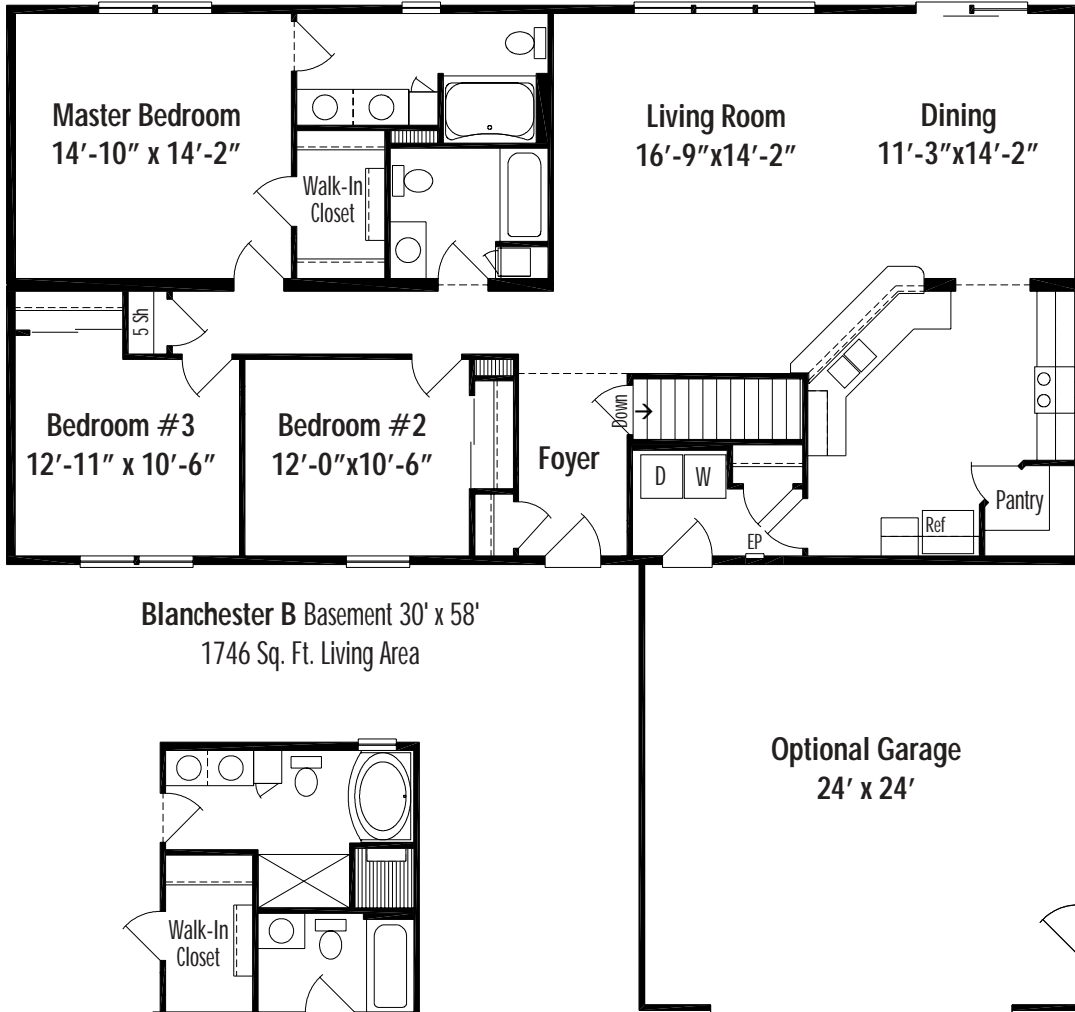 Master Bedroom
14′-10″ x 14′-2″
Living Room
16′-9″x14′-2″
Dining
11′-3″x14′-2″
Walk-In
Closet
5 Sh
Bedroom #3
12′-11″ x 10′-6″
Bedroom #2
12′-0″x10′-6″
Foyer
Down
D
W
EP
Ref
Pantry
Blanchester B Basement 30' x 58'
1746 Sq. Ft. Living Area
Optional Garage
24′ x 24′
Walk-In
Closet